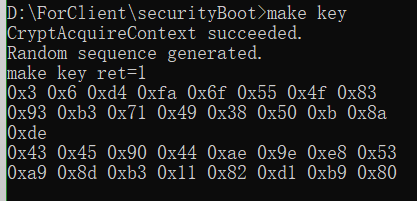 D:\ForClient\securityBoot>make key
CryptAcquireContext succeeded.
Random sequence generated.
make key ret=1
0x3 0x6 0xd4 0xfa 0x6f 0x55 0x4f 0x83
0x93 0xb3 0x71 0x49 0x38 0x50 0xb 0x8a
0xde
0x43 0x45 0x90 0x44 0xae 0x9e 0xe8 0x53
0xa9 0x8d 0xb3 0x11 0x82 0xd1 0xb9 0x80